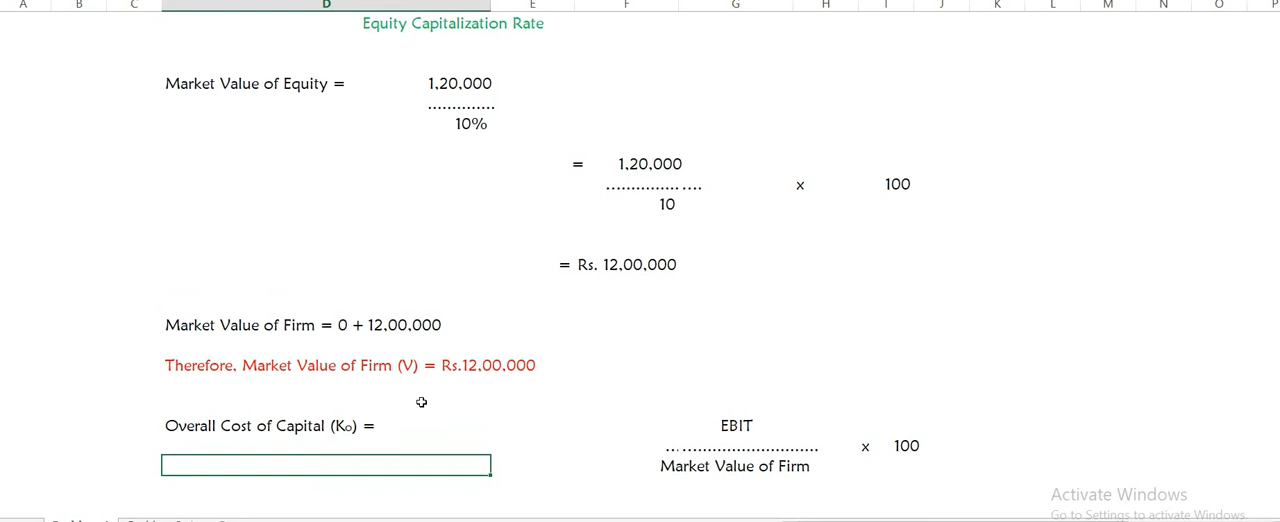 A B C D E F G H I J K L M N O P
Equity Capitalization Rate
Market Value of Equity = 1,20,000
..............
10%
= 1,20,000
............... .... x 100
10
= Rs. 12,00,000
Market Value of Firm = 0 + 12,00,000
Therefore, Market Value of Firm (V) = Rs.12,00,000
Overall Cost of Capital (Ko) = EBIT
... ........................... x 100
Market Value of Firm
Activate Windows
Go to Settings to activate Windows.